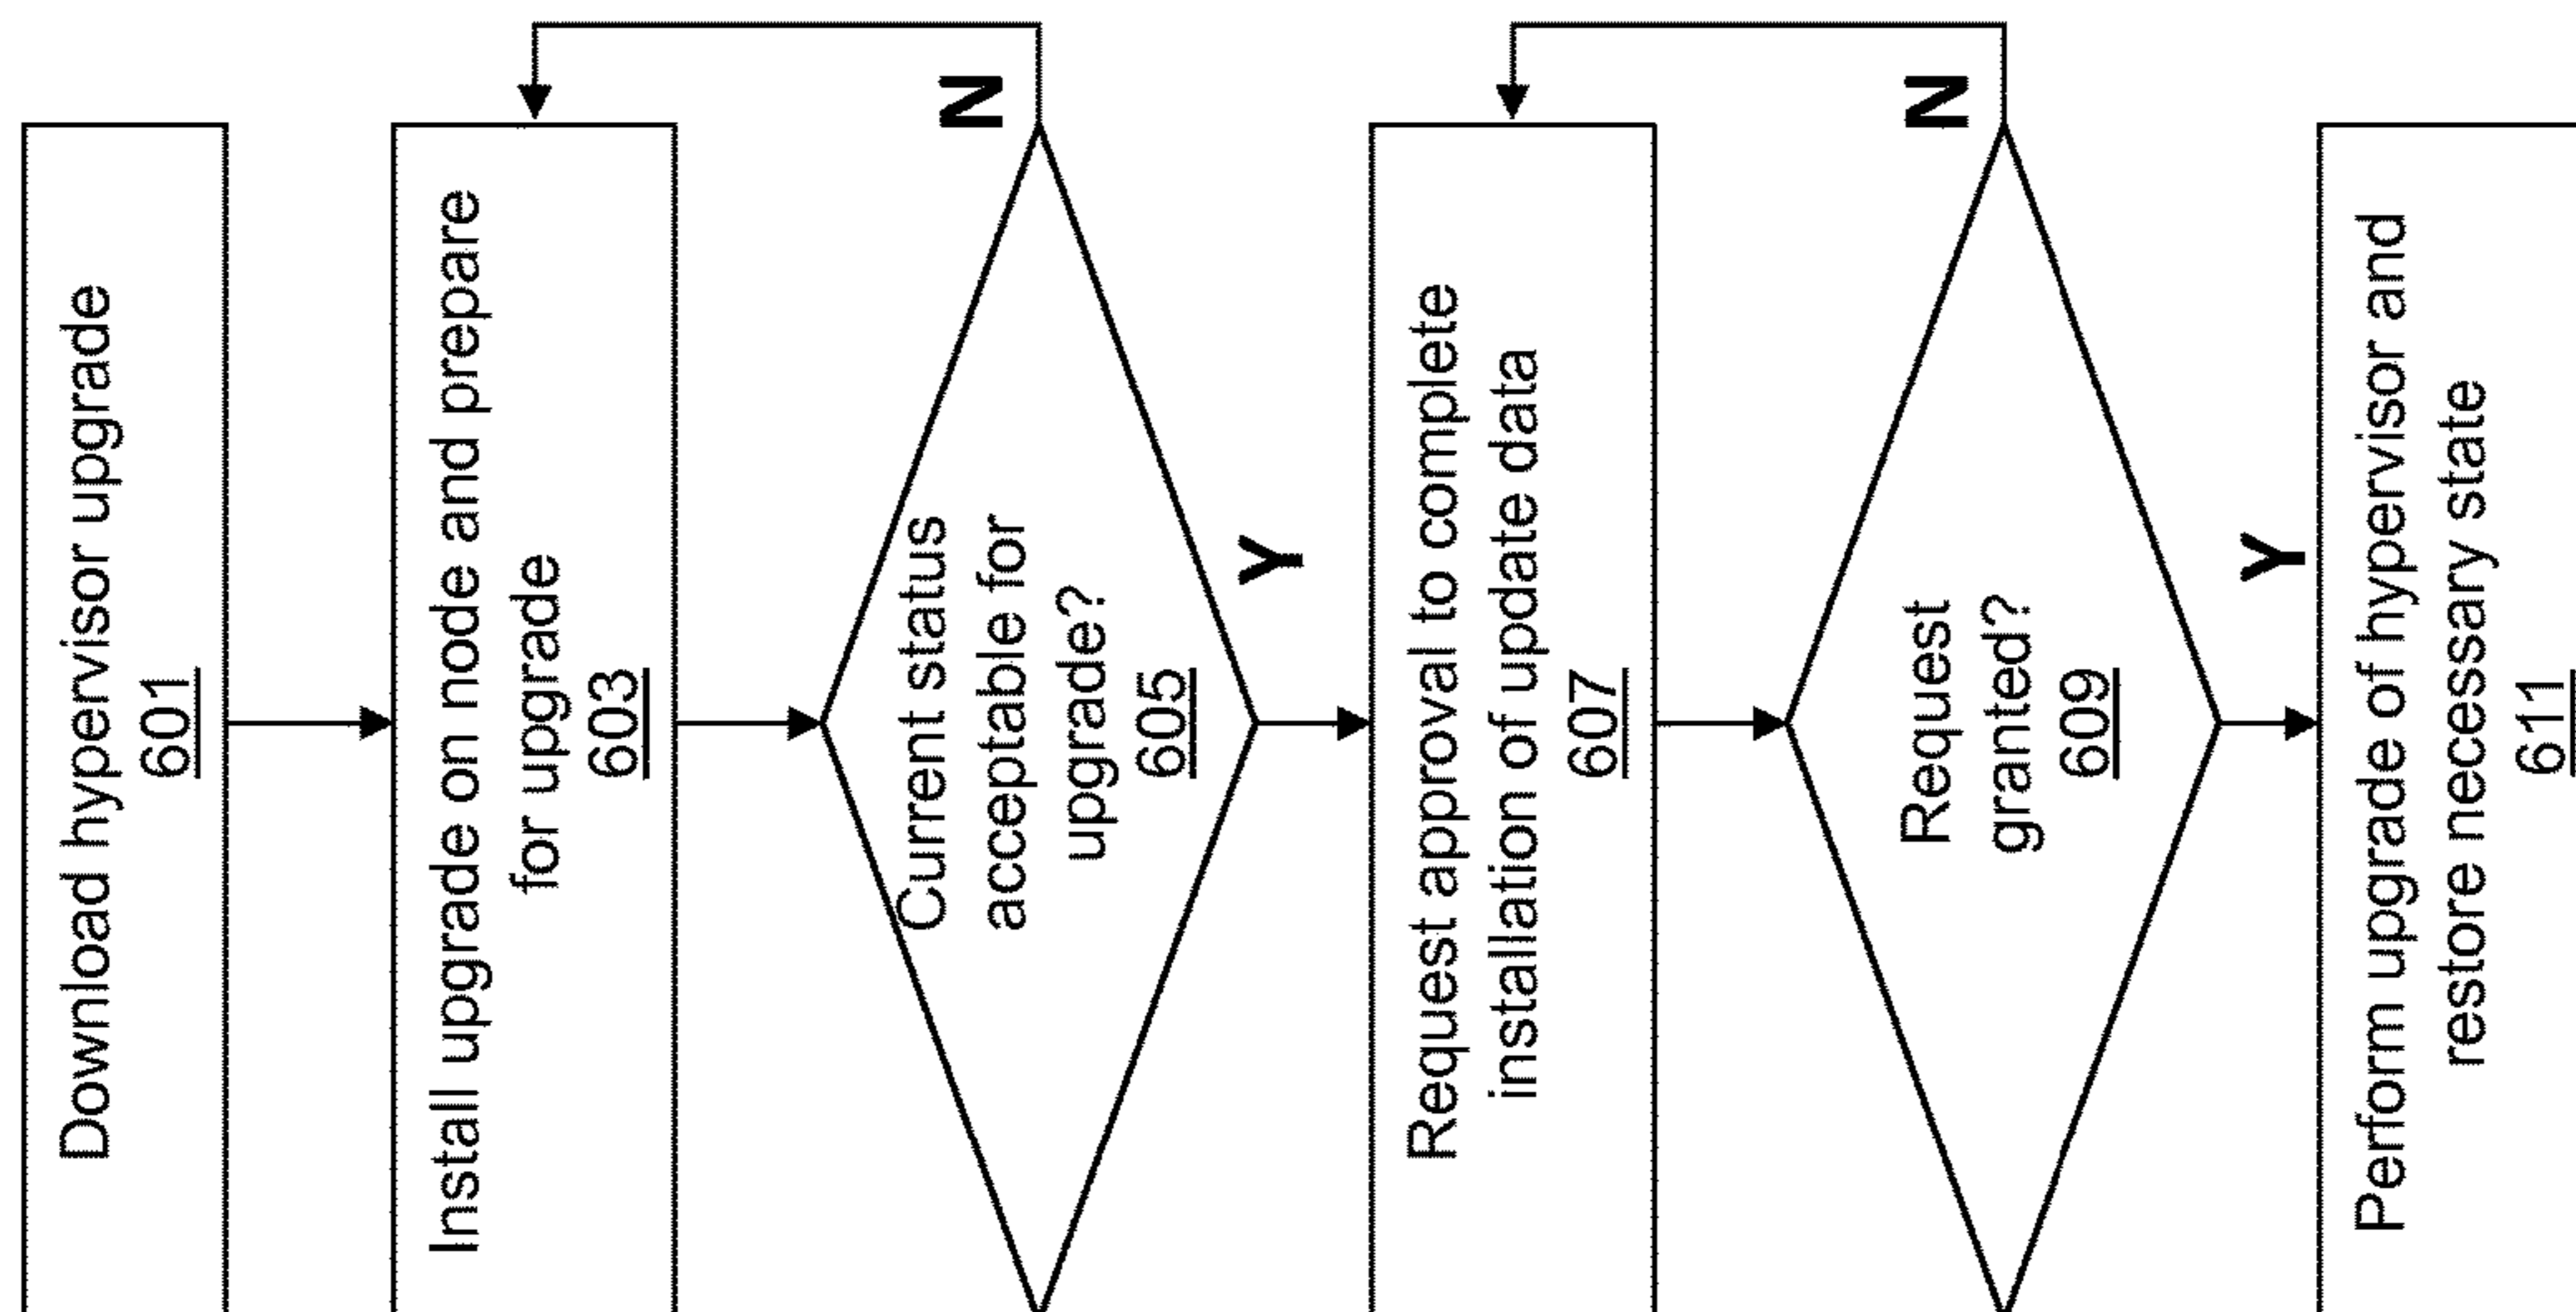 Download hypervisor upgrade
601
Install upgrade on node and prepare
for upgrade
603
N
Current status
acceptable for
upgrade?
605
Y
Request approval to complete
installation of update data
607
N
Request
granted?
609
Y
Perform upgrade of hypervisor and
restore necessary state
611